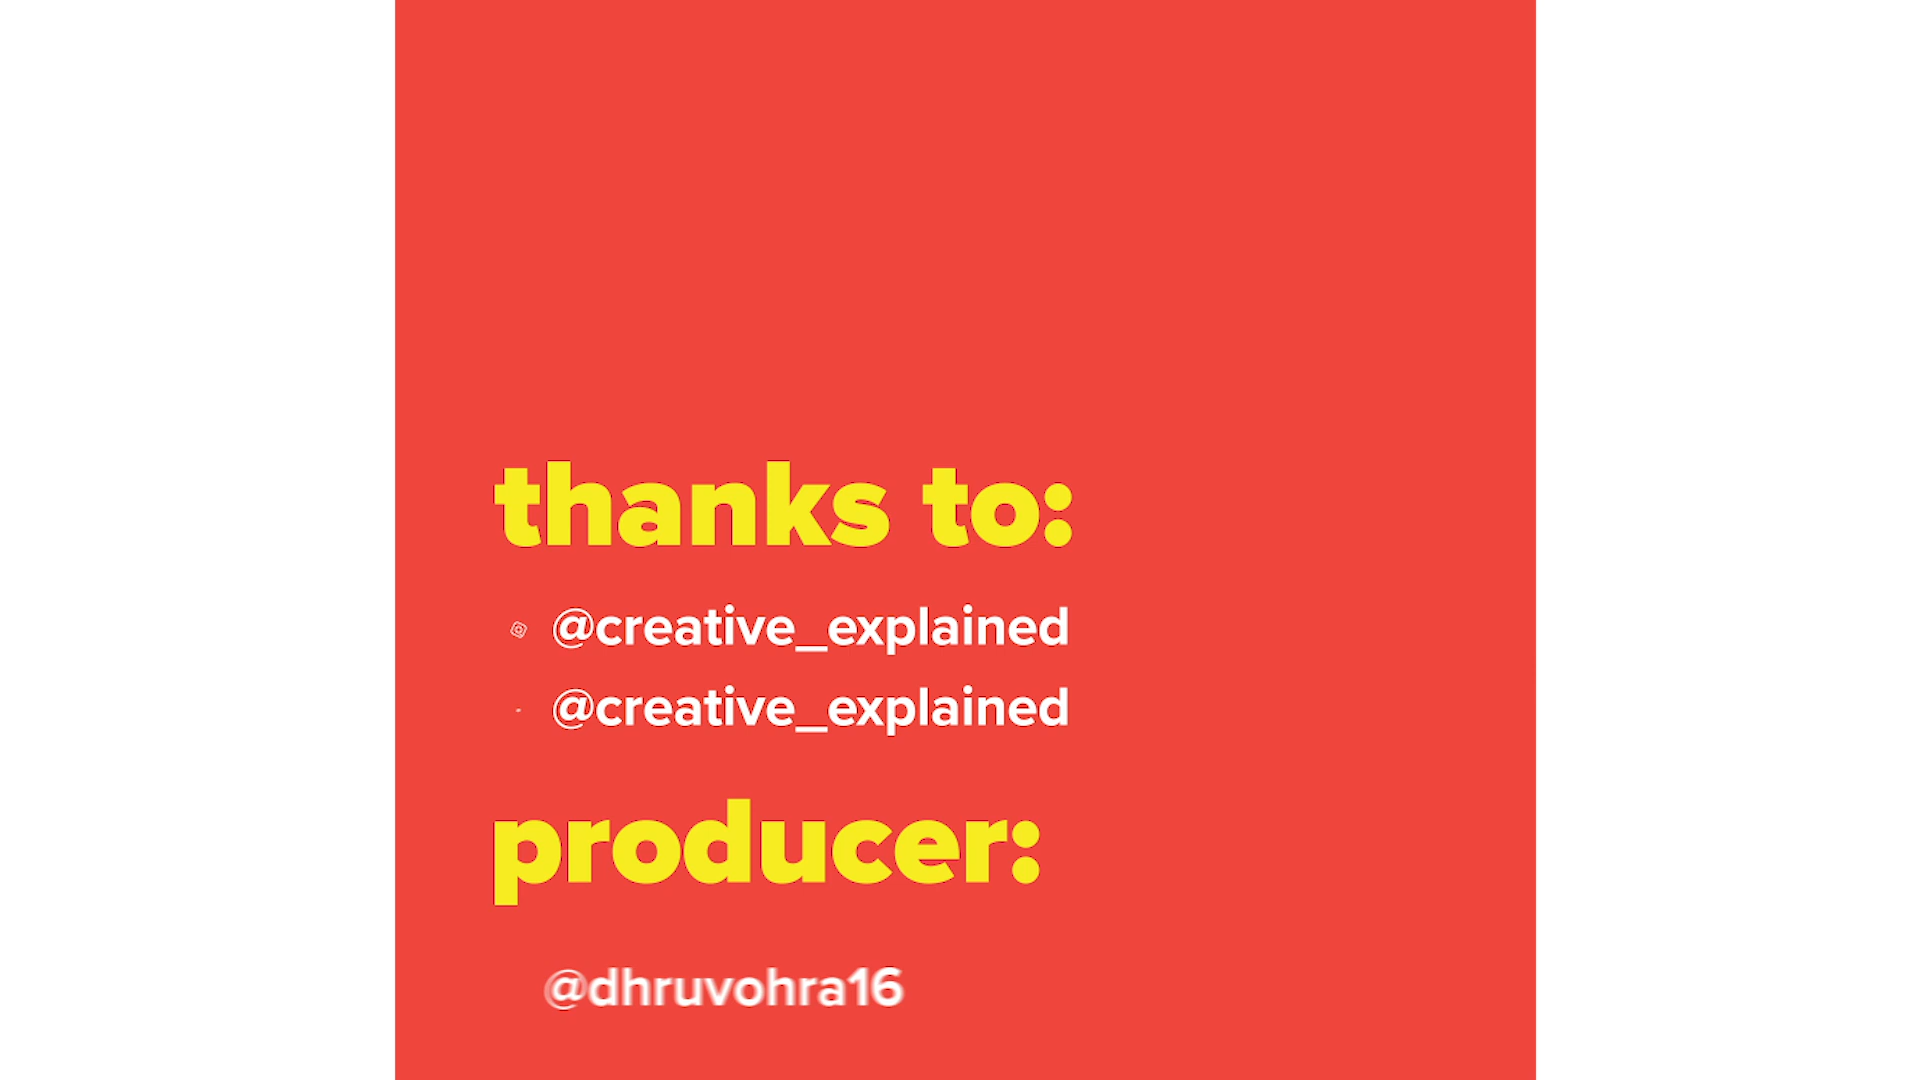 thanks to:
@creative_explained
@creative_explained
producer:
@dhruvohra16